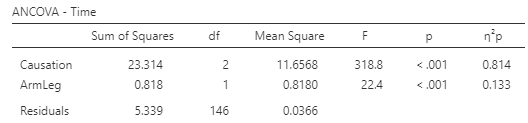 ANCOVA - Time
Sum of Squares df Mean Square F p η²p
Causation 23.314 2 11.6568 318.8 < .001 0.814
ArmLeg 0.818 1 0.8180 22.4 < .001 0.133
Residuals 5.339 146 0.0366